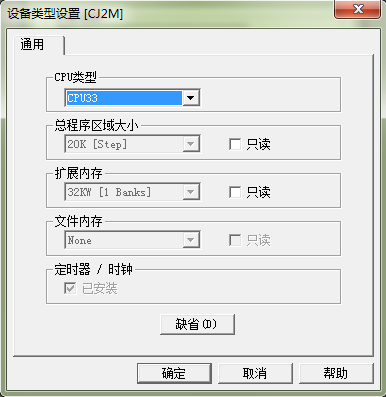 设备类型设置 [CJ2M]
通用
CPU类型
CPU33
总程序区域大小
20K [Step]
只读
扩展内存
32KW [1 Banks]
只读
文件内存
None
只读
定时器 / 时钟
已安装
缺省(D)
确定
取消
帮助